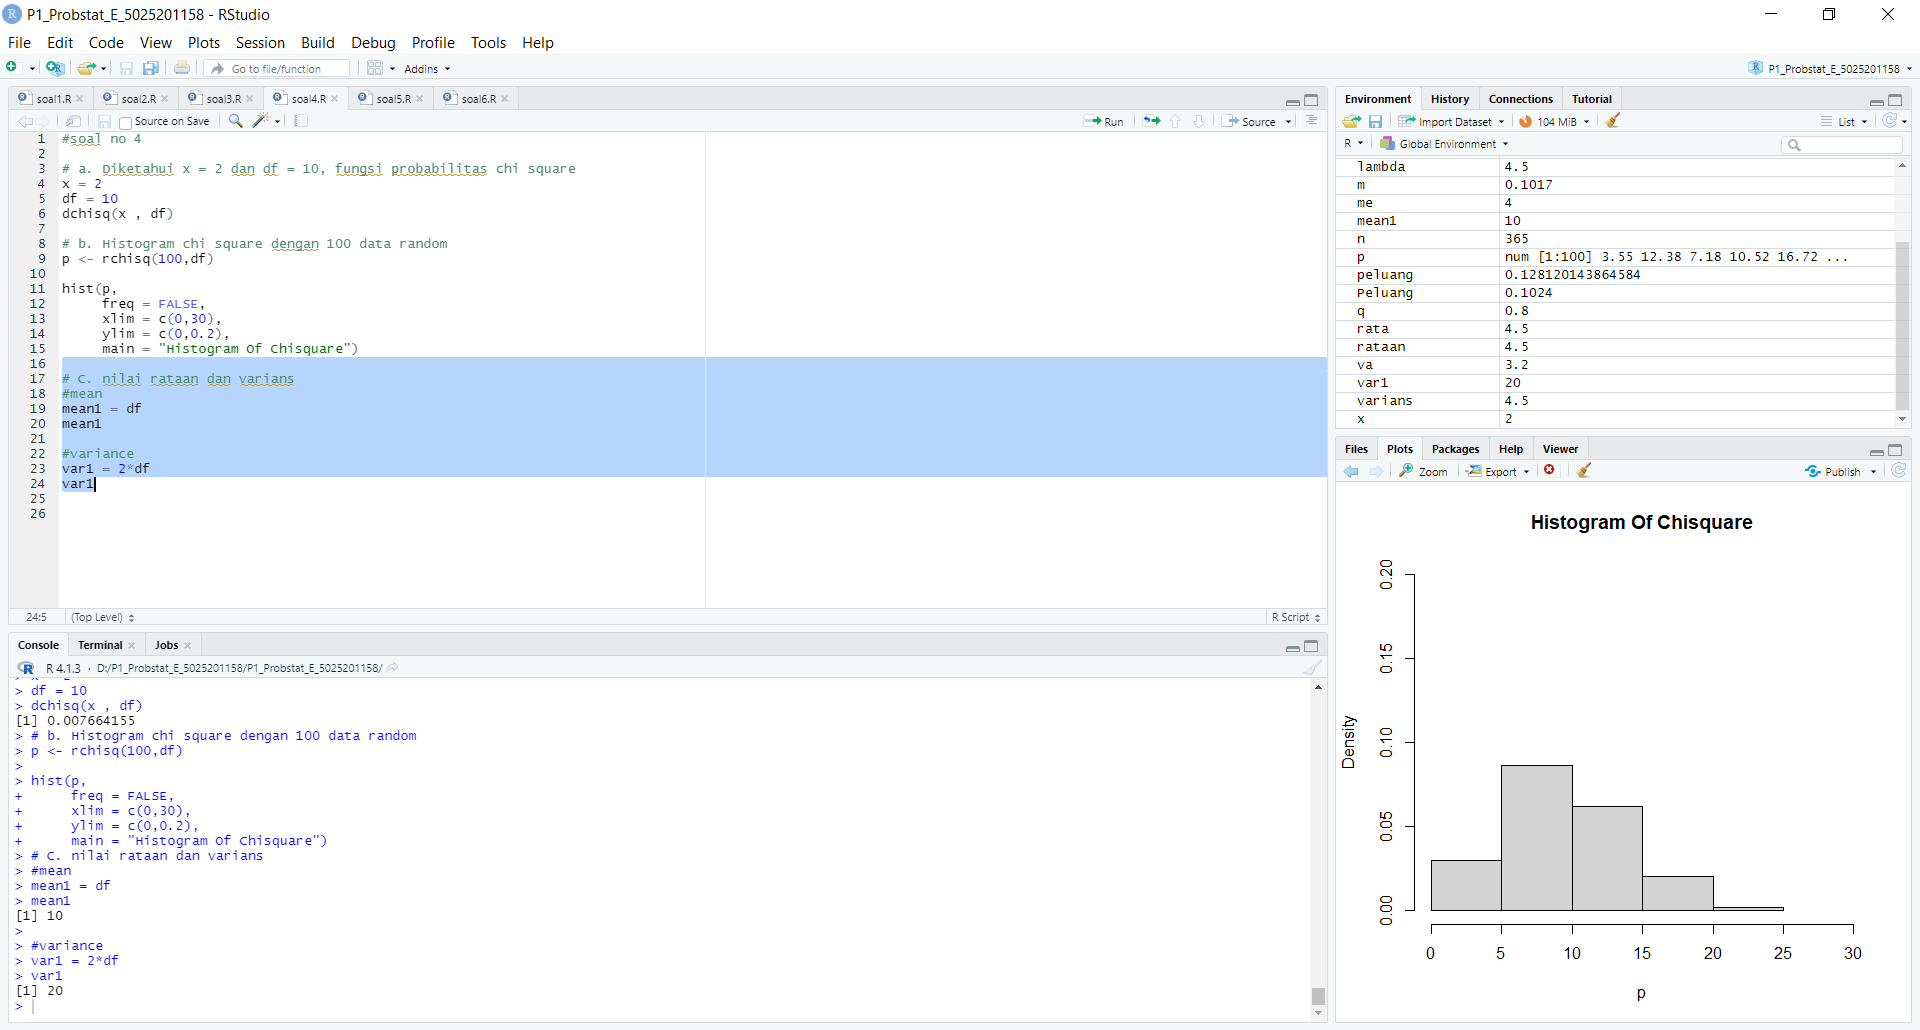 P1_Probstat_E_5025201158 - RStudio
File Edit Code View Plots Session Build Debug Profile Tools Help
Go to file/function Addins P1_Probstat_E_5025201158
soal1.R soal2.R soal3.R soal4.R soal5.R soal6.R
Source on Save Run Source
1 #soal no 4
2
3 # a. Diketahui x = 2 dan df = 10, fungsi probabilitas chi square
4 x = 2
5 df = 10
6 dchisq(x , df)
7
8 # b. Histogram chi square dengan 100 data random
9 p <- rchisq(100,df)
10
11 hist(p,
12 freq = FALSE,
13 xlim = c(0,30),
14 ylim = c(0,0.2),
15 main = "Histogram Of Chisquare")
16
17 # C. nilai rataan dan varians
18 #mean
19 mean1 = df
20 mean1
21
22 #variance
23 var1 = 2*df
24 var1
25
26
24:5 (Top Level) R Script
Console Terminal Jobs
R 4.1.3 · D:/P1_Probstat_E_5025201158/P1_Probstat_E_5025201158/
> df = 10
> dchisq(x , df)
[1] 0.007664155
> # b. Histogram chi square dengan 100 data random
> p <- rchisq(100,df)
>
> hist(p,
+ freq = FALSE,
+ xlim = c(0,30),
+ ylim = c(0,0.2),
+ main = "Histogram Of Chisquare")
> # C. nilai rataan dan varians
> #mean
> mean1 = df
> mean1
[1] 10
>
> #variance
> var1 = 2*df
> var1
[1] 20
>
Environment History Connections Tutorial
Import Dataset 104 MiB List
R Global Environment
lambda 4.5
m 0.1017
me 4
mean1 10
n 365
p num [1:100] 3.55 12.38 7.18 10.52 16.72 ...
peluang 0.128120143864584
Peluang 0.1024
q 0.8
rata 4.5
rataan 4.5
va 3.2
var1 20
varians 4.5
x 2
Files Plots Packages Help Viewer
Zoom Export Publish
Histogram Of Chisquare
Density
0.20
0.15
0.10
0.05
0.00
0 5 10 15 20 25 30
p